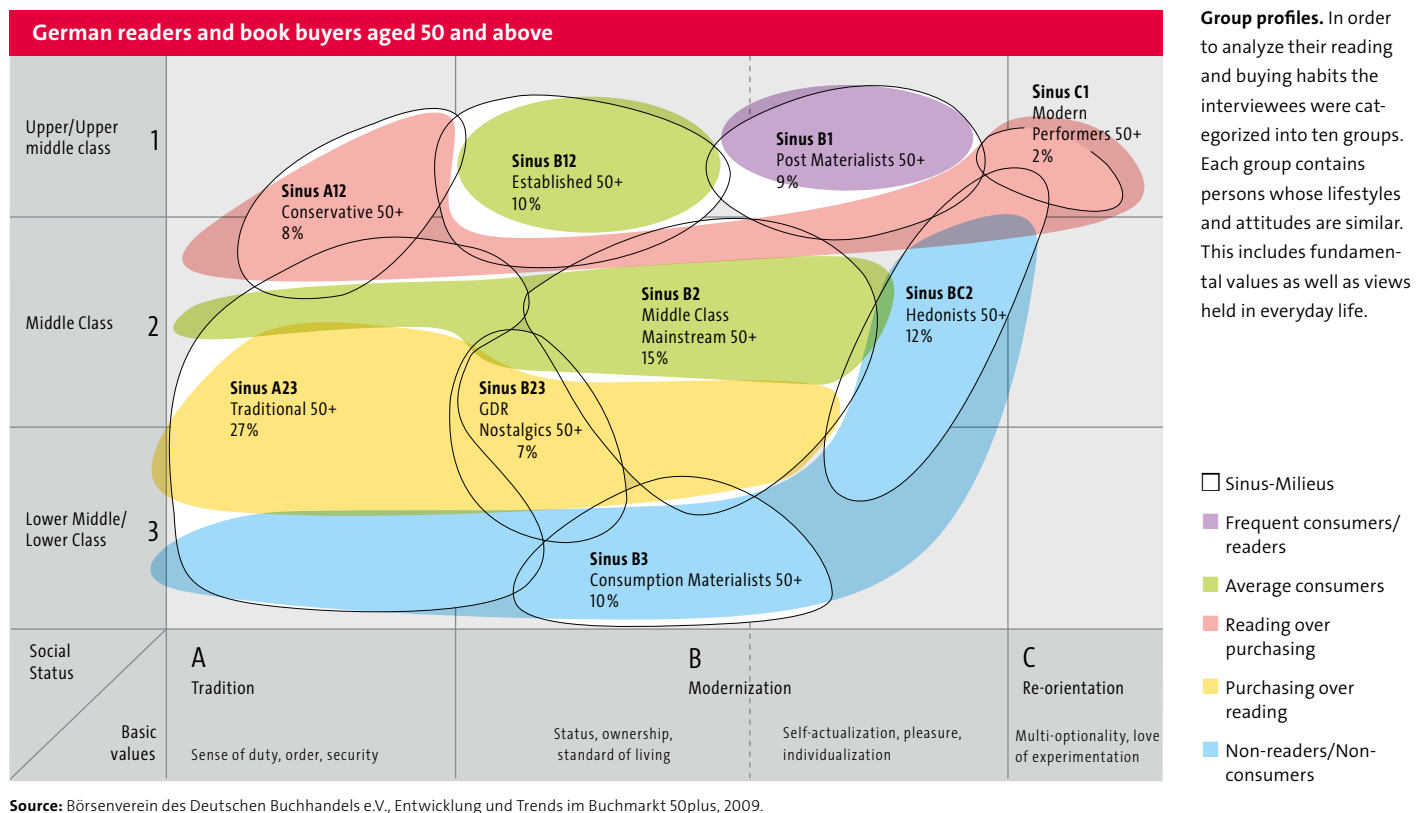 German readers and book buyers aged 50 and above
Upper/Upper
middle class
1
Sinus A12
Conservative 50+
8%
Sinus B12
Established 50+
10%
Sinus B1
Post Materialists 50+
9%
Sinus C1
Modern
Performers 50+
2%
Middle Class
2
Sinus B2
Middle Class
Mainstream 50+
15%
Sinus BC2
Hedonists 50+
12%
Sinus A23
Traditional 50+
27%
Sinus B23
GDR
Nostalgics 50+
7%
Lower Middle/
Lower Class
3
Sinus B3
Consumption Materialists 50+
10%
Social
Status
A
Tradition
B
Modernization
C
Re-orientation
Basic
values
Sense of duty, order, security
Status, ownership,
standard of living
Self-actualization, pleasure,
individualization
Multi-optionality, love
of experimentation
Source: Börsenverein des Deutschen Buchhandels e.V., Entwicklung und Trends im Buchmarkt 50plus, 2009.
Group profiles. In order
to analyze their reading
and buying habits the
interviewees were cat-
egorized into ten groups.
Each group contains
persons whose lifestyles
and attitudes are similar.
This includes fundamen-
tal values as well as views
held in everyday life.
Sinus-Milieus
Frequent consumers/
readers
Average consumers
Reading over
purchasing
Purchasing over
reading
Non-readers/Non-
consumers